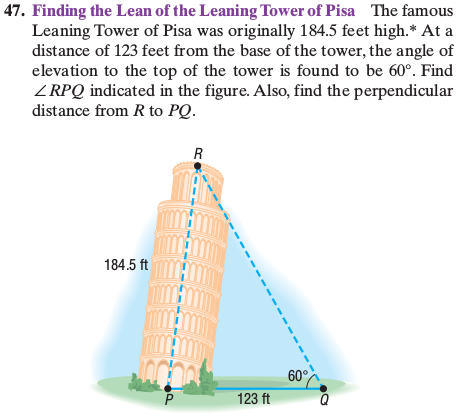 47. Finding the Lean of the Leaning Tower of Pisa The famous
Leaning Tower of Pisa was originally 184.5 feet high.* At a
distance of 123 feet from the base of the tower, the angle of
elevation to the top of the tower is found to be 60°. Find
∠RPQ indicated in the figure. Also, find the perpendicular
distance from R to PQ.
R
184.5 ft
60°
P
123 ft
Q